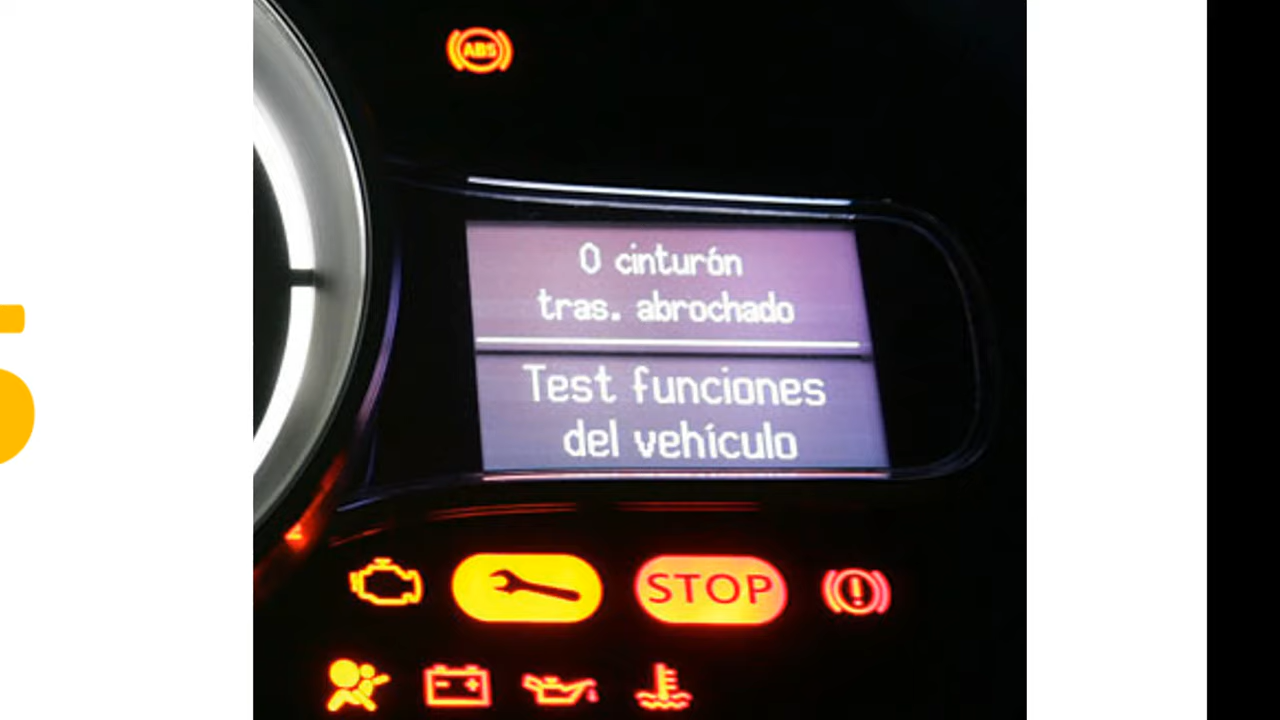 ABS
0 cinturón
tras. abrochado
Test funciones
del vehículo
STOP